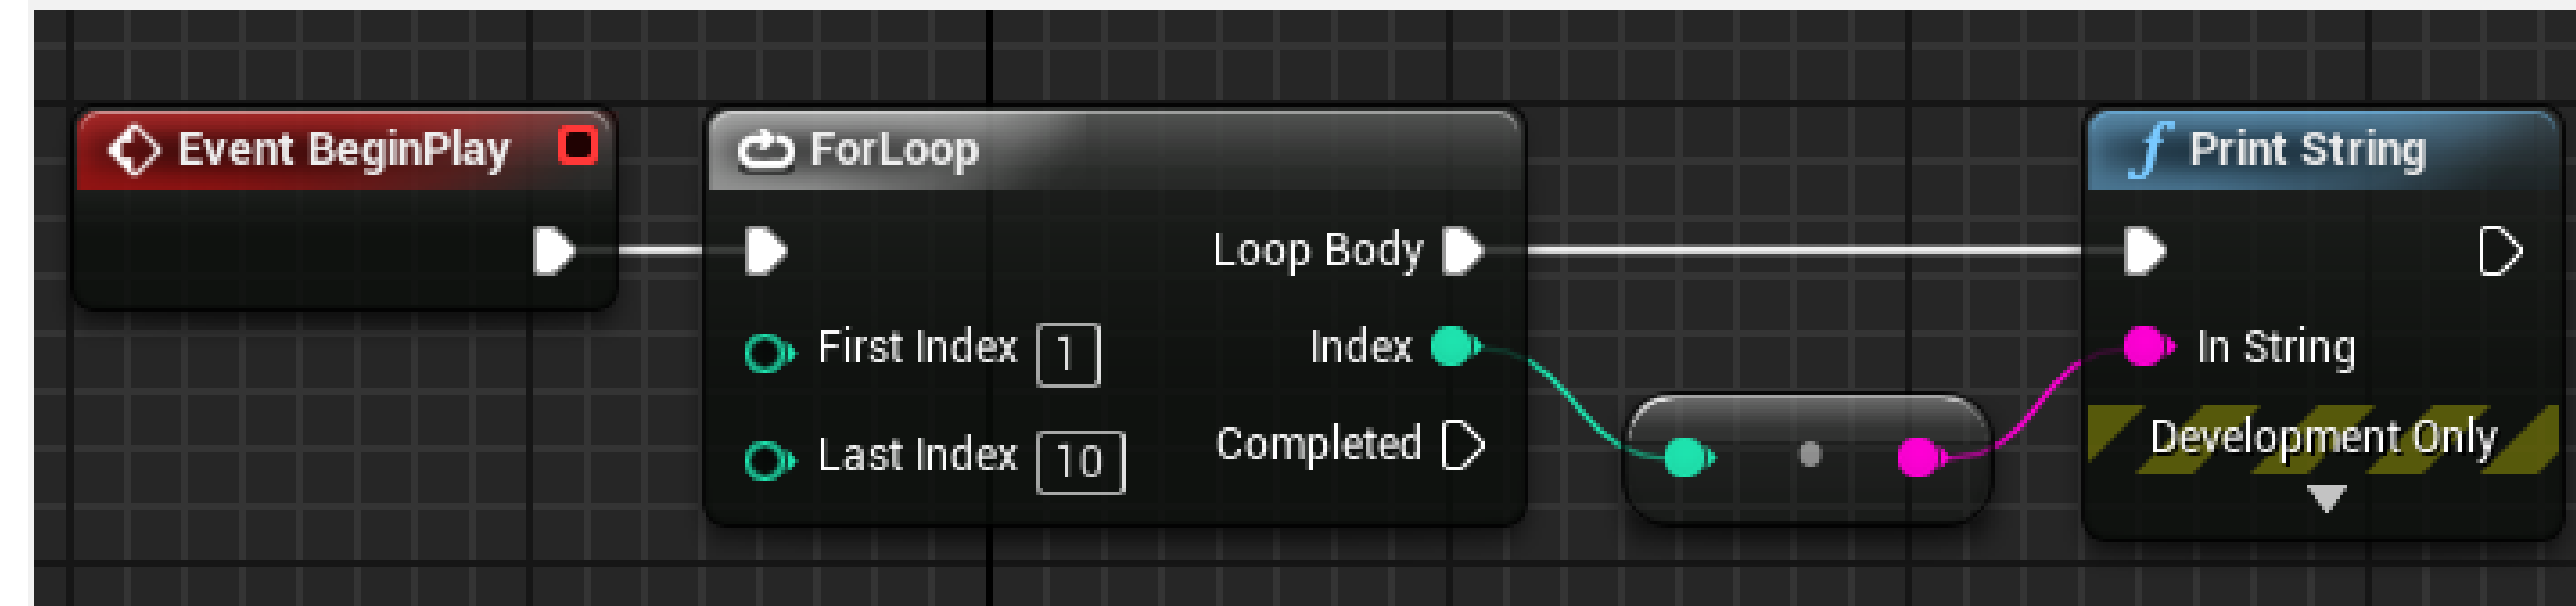 Event BeginPlay
ForLoop
Loop Body
First Index 1
Index
Last Index 10
Completed
f Print String
In String
Development Only